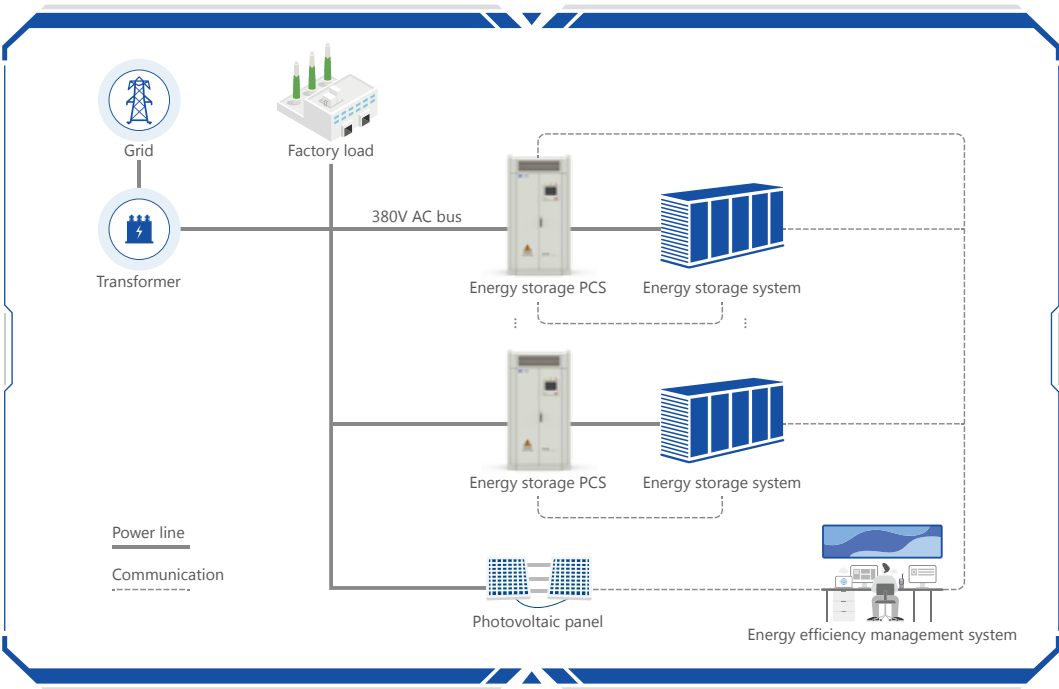 Grid
Factory load
380V AC bus
Transformer
Energy storage PCS
Energy storage system
Energy storage PCS
Energy storage system
Power line
Communication
Photovoltaic panel
Energy efficiency management system